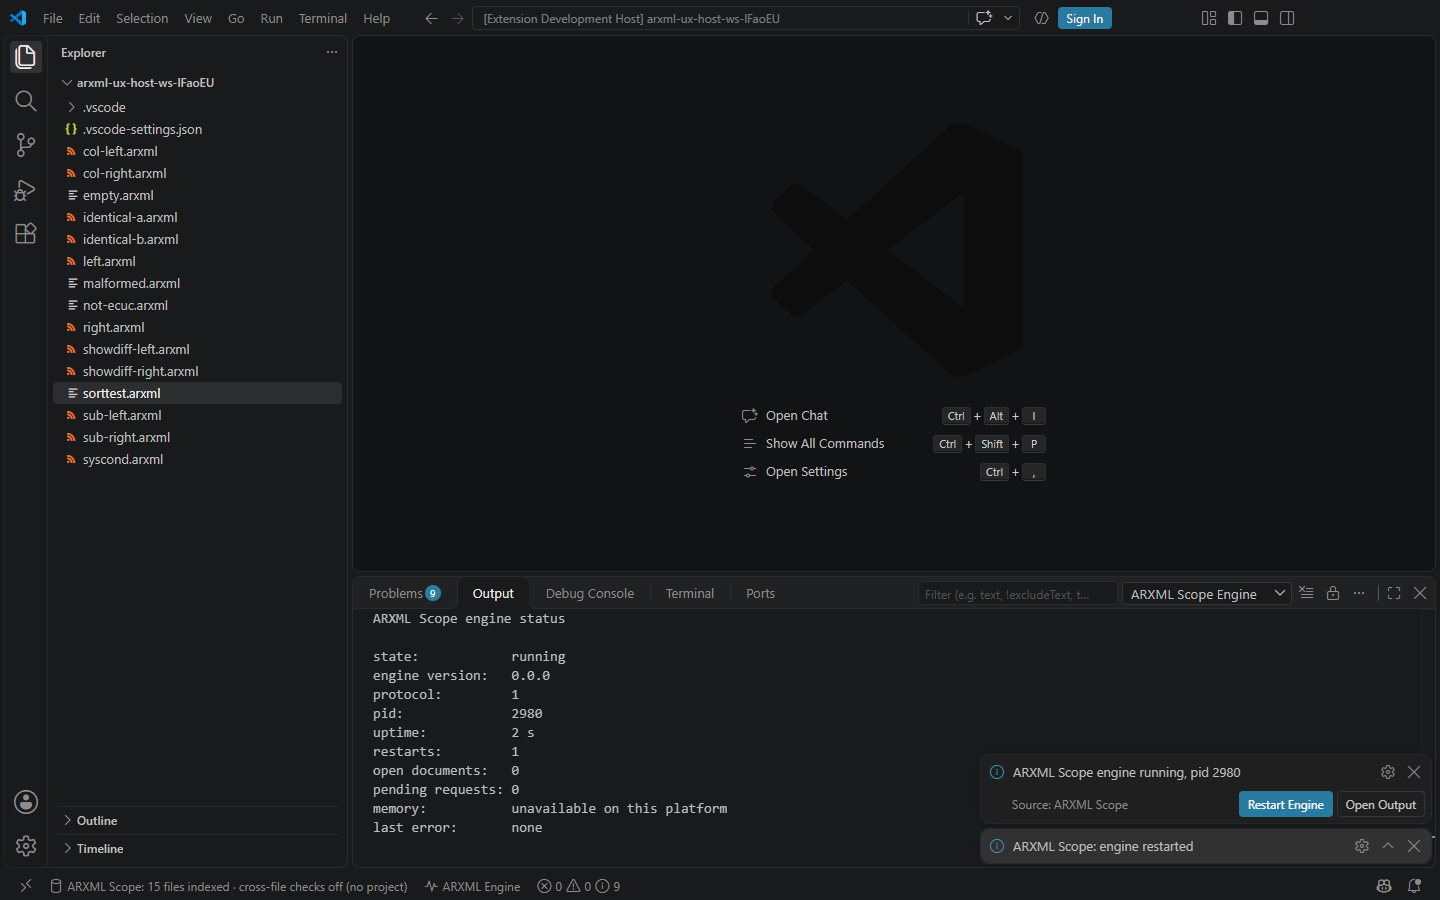 File Edit Selection View Go Run Terminal Help
[Extension Development Host] arxml-ux-host-ws-lFaoEU
Sign In
Explorer
arxml-ux-host-ws-lFaoEU
.vscode
{} .vscode-settings.json
col-left.arxml
col-right.arxml
empty.arxml
identical-a.arxml
identical-b.arxml
left.arxml
malformed.arxml
not-ecuc.arxml
right.arxml
showdiff-left.arxml
showdiff-right.arxml
sorttest.arxml
sub-left.arxml
sub-right.arxml
syscond.arxml
Outline
Timeline
Open Chat Ctrl + Alt + I
Show All Commands Ctrl + Shift + P
Open Settings Ctrl + ,
Problems 9 Output Debug Console Terminal Ports
Filter (e.g. text, !excludeText, t...
ARXML Scope Engine
ARXML Scope engine status
state: running
engine version: 0.0.0
protocol: 1
pid: 2980
uptime: 2 s
restarts: 1
open documents: 0
pending requests: 0
memory: unavailable on this platform
last error: none
ARXML Scope engine running, pid 2980
Source: ARXML Scope
Restart Engine Open Output
ARXML Scope: engine restarted
ARXML Scope: 15 files indexed · cross-file checks off (no project) ARXML Engine 0 0 9